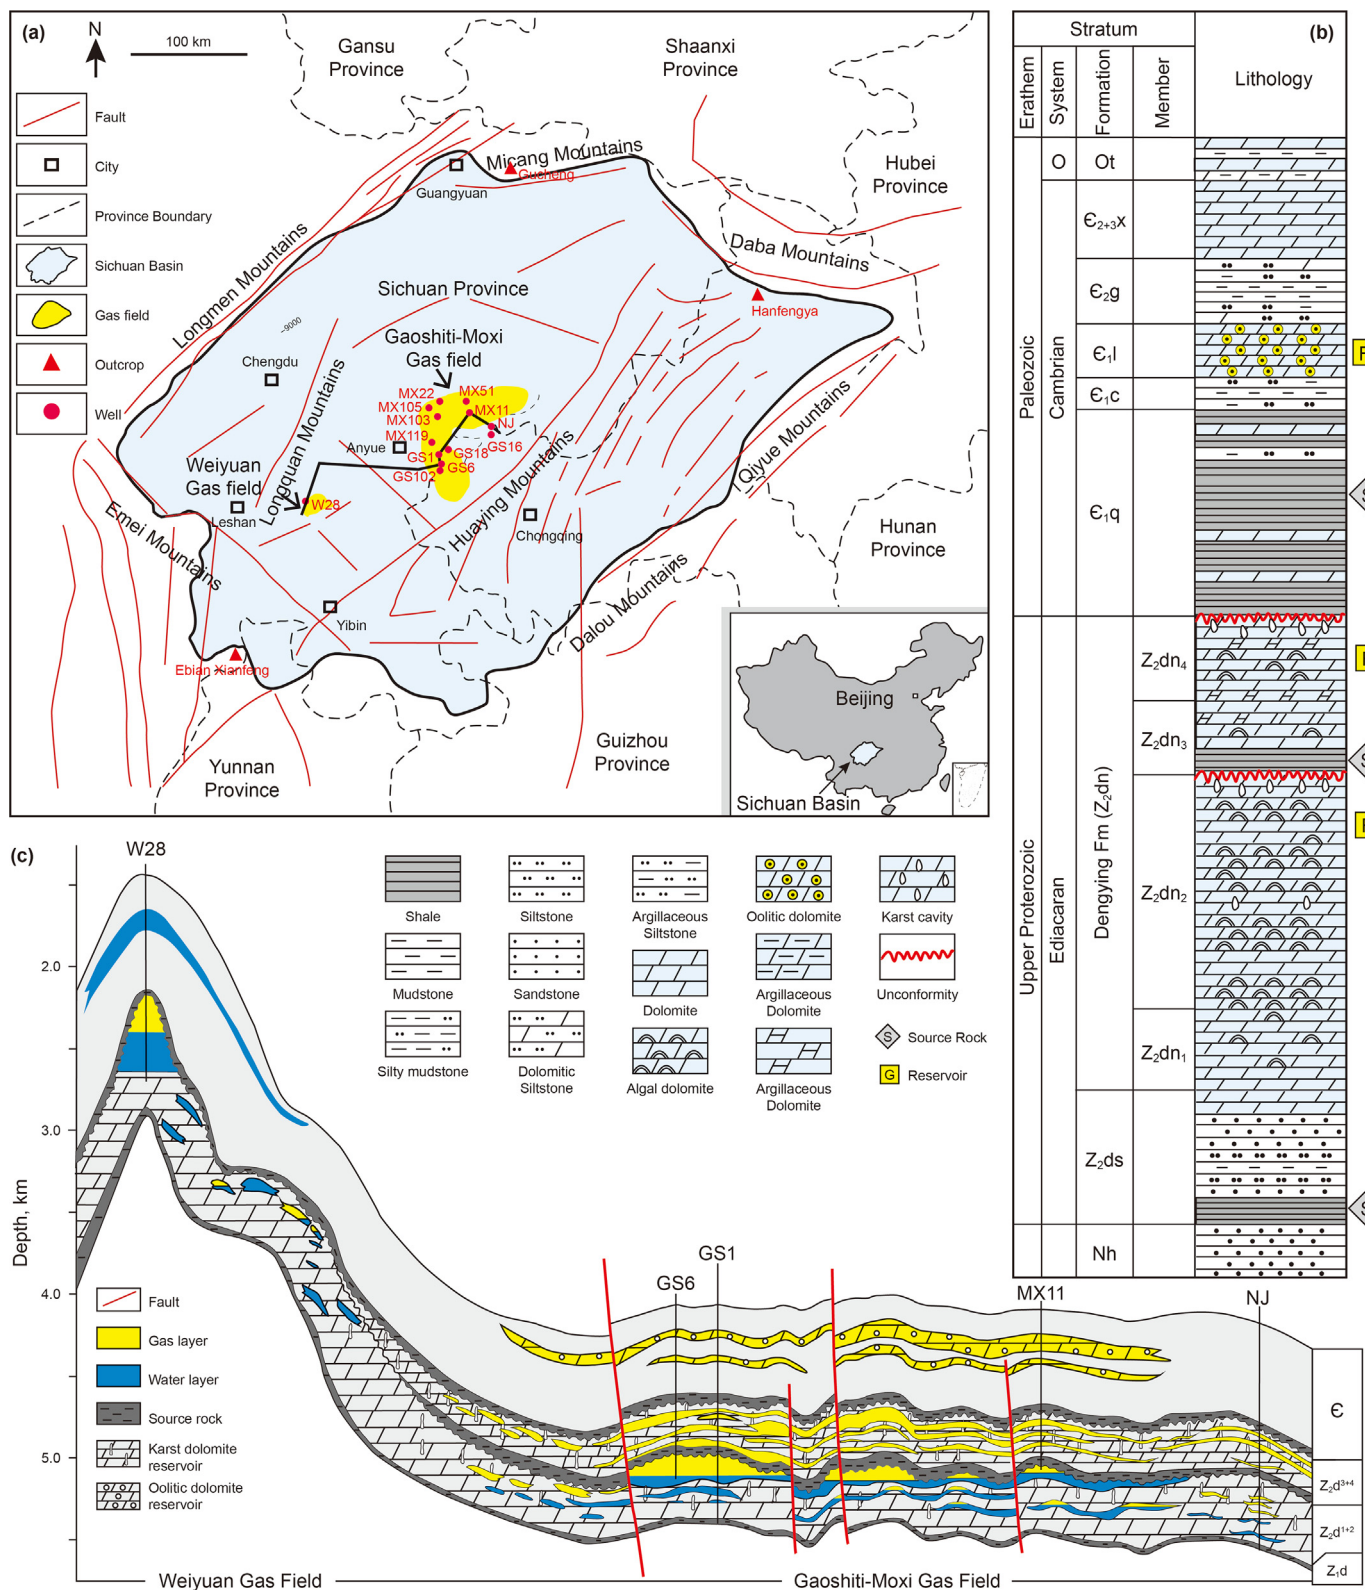 (a)
N
100 km
Gansu
Province
Shaanxi
Province
Hubei
Province
Hunan
Province
Guizhou
Province
Yunnan
Province
Fault
City
Province Boundary
Sichuan Basin
Gas field
Outcrop
Well
Micang Mountains
Gucheng
Guangyuan
Longmen Mountains
Daba Mountains
Hanfengya
Sichuan Province
~9000
Gaoshiti-Moxi
Gas field
Chengdu
MX22
MX51
MX105
MX11
MX103
NJ
MX119
GS16
Anyue
GS18
GS1
GS6
GS102
Longquan Mountains
Weiyuan
Gas field
W28
Leshan
Huaying Mountains
Chongqing
Qiyue Mountains
Emei Mountains
Dalou Mountains
Yibin
Ebian Xianfeng
Beijing
Sichuan Basin
(b)
Stratum
Lithology
Erathem
System
Formation
Member
Paleozoic
O
Ot
Cambrian
Є2+3x
Є2g
Є1l
Є1c
Є1q
Upper Proterozoic
Ediacaran
Dengying Fm (Z2dn)
Z2dn4
Z2dn3
Z2dn2
Z2dn1
Z2ds
Nh
(c)
W28
Shale
Siltstone
Argillaceous
Siltstone
Oolitic dolomite
Karst cavity
Mudstone
Sandstone
Dolomite
Argillaceous
Dolomite
Unconformity
Silty mudstone
Dolomitic
Siltstone
Algal dolomite
Argillaceous
Dolomite
S Source Rock
G Reservoir
Depth, km
2.0
3.0
4.0
5.0
Fault
Gas layer
Water layer
Source rock
Karst dolomite
reservoir
Oolitic dolomite
reservoir
GS6
GS1
MX11
NJ
Є
Z2d3+4
Z2d1+2
Z1d
Weiyuan Gas Field
Gaoshiti-Moxi Gas Field